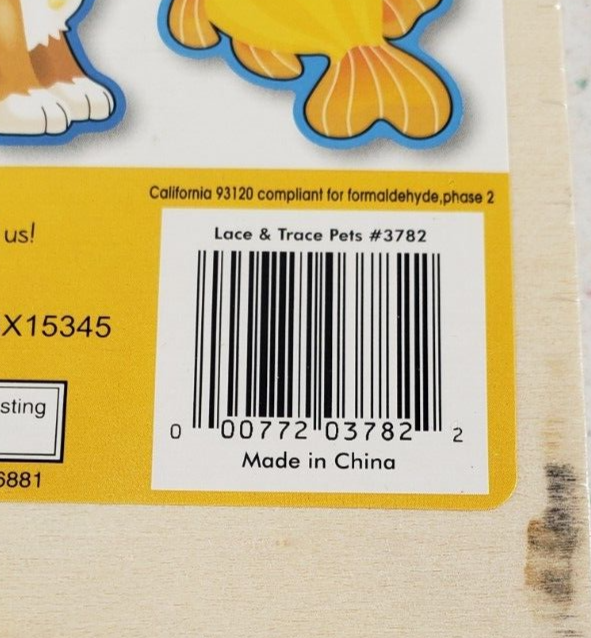 California 93120 compliant for formaldehyde,phase 2
us!
Lace & Trace Pets #3782
X15345
sting
6881
0 00772 03782 2
Made in China